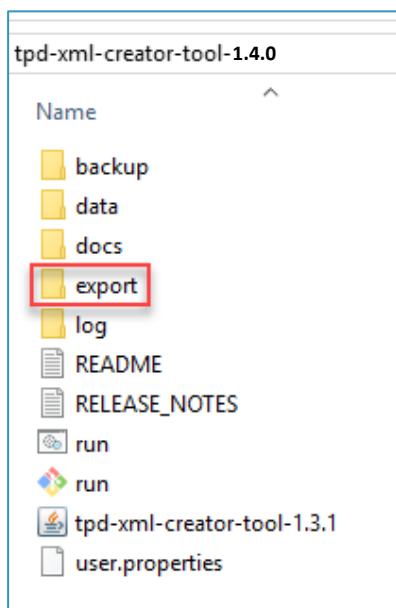 tpd-xml-creator-tool-1.4.0
Name
backup
data
docs
export
log
README
RELEASE_NOTES
run
run
tpd-xml-creator-tool-1.3.1
user.properties